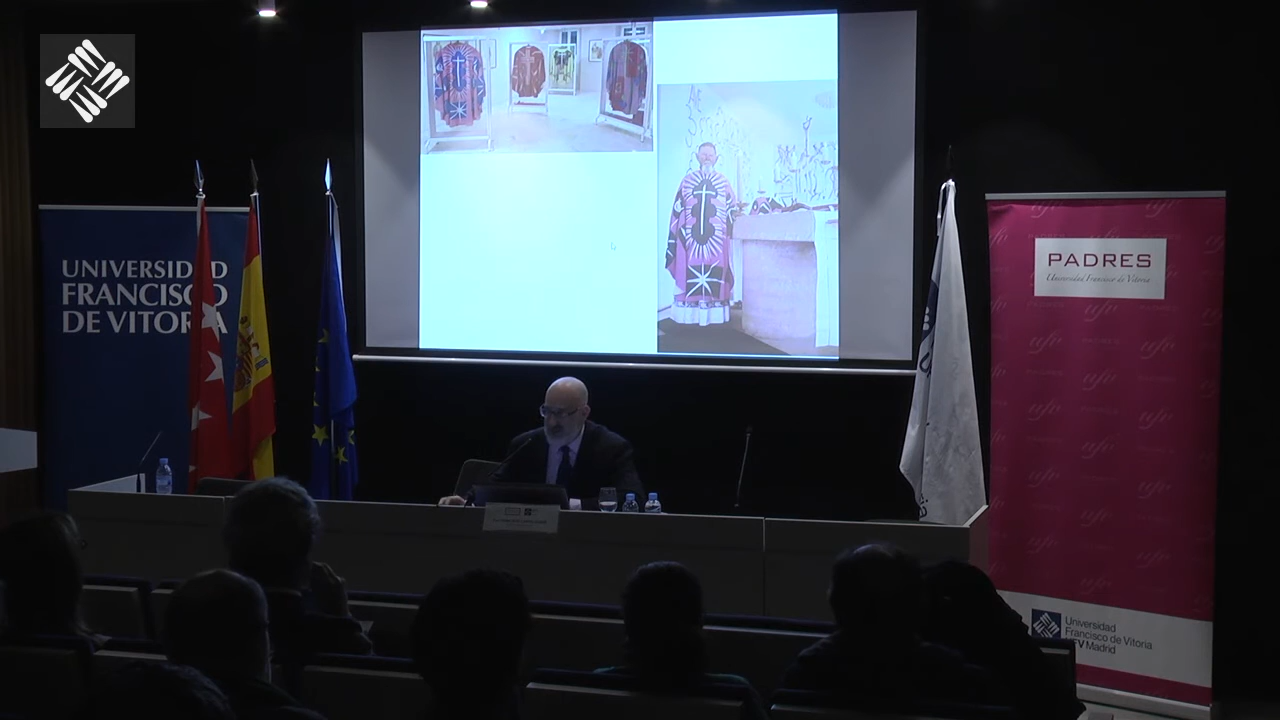 UNIVERSIDAD
FRANCISCO
DE VITORIA
PADRES
Universidad Francisco de Vitoria
Universidad
Francisco de Vitoria
UFV Madrid